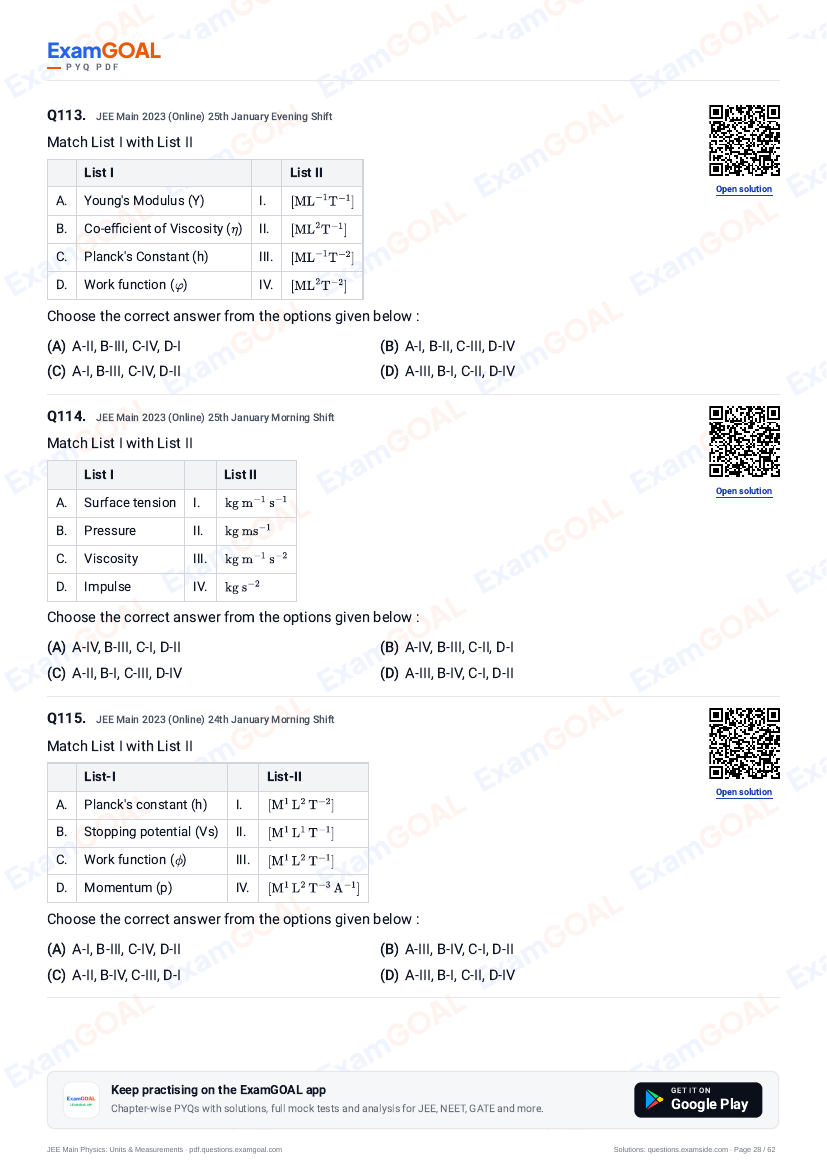 ExamGOAL
PYQ PDF
Q113. JEE Main 2023 (Online) 25th January Evening Shift
Match List I with List II
List I List II
A. Young's Modulus (Y) I. [ML⁻¹T⁻¹]
B. Co-efficient of Viscosity (η) II. [ML²T⁻¹]
C. Planck's Constant (h) III. [ML⁻¹T⁻²]
D. Work function (φ) IV. [ML²T⁻²]
Choose the correct answer from the options given below :
(A) A-II, B-III, C-IV, D-I (B) A-I, B-II, C-III, D-IV
(C) A-I, B-III, C-IV, D-II (D) A-III, B-I, C-II, D-IV
Open solution
Q114. JEE Main 2023 (Online) 25th January Morning Shift
Match List I with List II
List I List II
A. Surface tension I. kg m⁻¹ s⁻¹
B. Pressure II. kg ms⁻¹
C. Viscosity III. kg m⁻¹ s⁻²
D. Impulse IV. kg s⁻²
Choose the correct answer from the options given below :
(A) A-IV, B-III, C-I, D-II (B) A-IV, B-III, C-II, D-I
(C) A-II, B-I, C-III, D-IV (D) A-III, B-IV, C-I, D-II
Open solution
Q115. JEE Main 2023 (Online) 24th January Morning Shift
Match List I with List II
List-I List-II
A. Planck's constant (h) I. [M¹ L² T⁻²]
B. Stopping potential (Vs) II. [M¹ L¹ T⁻¹]
C. Work function (ϕ) III. [M¹ L² T⁻¹]
D. Momentum (p) IV. [M¹ L² T⁻³ A⁻¹]
Choose the correct answer from the options given below :
(A) A-I, B-III, C-IV, D-II (B) A-III, B-IV, C-I, D-II
(C) A-II, B-IV, C-III, D-I (D) A-III, B-I, C-II, D-IV
Open solution
ExamGOAL
Keep practising on the ExamGOAL app
Chapter-wise PYQs with solutions, full mock tests and analysis for JEE, NEET, GATE and more.
GET IT ON
Google Play
JEE Main Physics: Units & Measurements · pdf.questions.examgoal.com
Solutions: questions.examside.com · Page 28 / 62